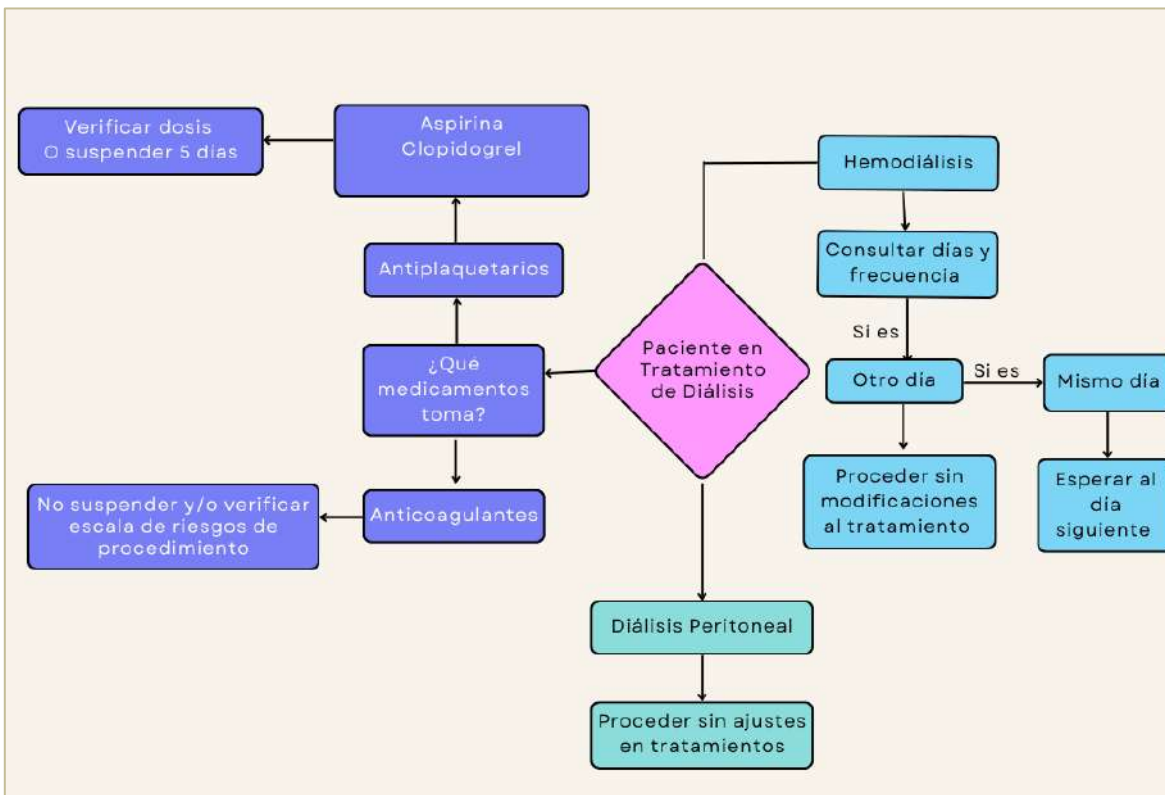 Verificar dosis
O suspender 5 días
Aspirina
Clopidogrel
Antiplaquetarios
¿Qué
medicamentos
toma?
Anticoagulantes
No suspender y/o verificar
escala de riesgos de
procedimiento
Paciente en
Tratamiento
de Diálisis
Hemodiálisis
Consultar días y
frecuencia
Si es
Otro día
Si es
Mismo día
Proceder sin
modificaciones
al tratamiento
Esperar al
día
siguiente
Diálisis Peritoneal
Proceder sin ajustes
en tratamientos